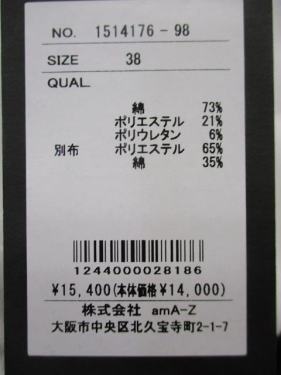 NO. 1514176-98
SIZE 38
QUAL.
綿 73%
ポリエステル 21%
ポリウレタン 6%
別布 ポリエステル 65%
綿 35%
1244000028186
¥15,400(本体価格¥14,000)
株式会社 amA-Z
大阪市中央区北久宝寺町2-1-7